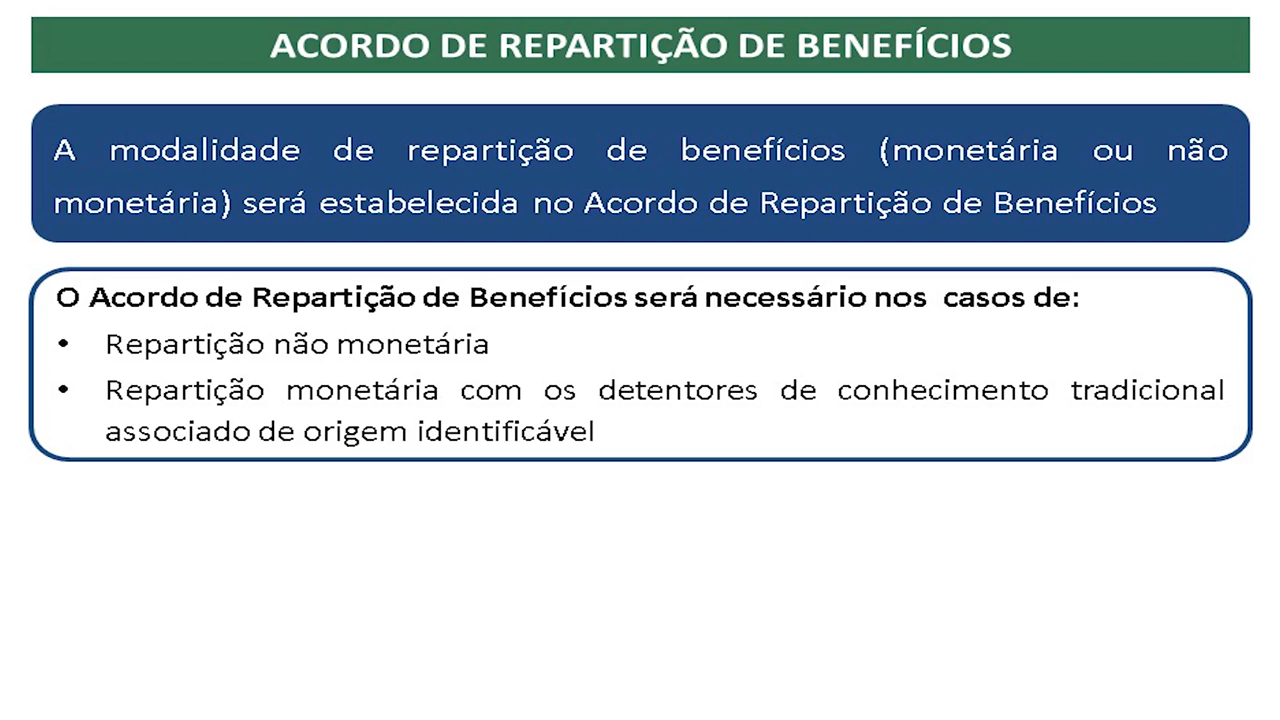 ACORDO DE REPARTIÇÃO DE BENEFÍCIOS
A modalidade de repartição de benefícios (monetária ou não
monetária) será estabelecida no Acordo de Repartição de Benefícios
O Acordo de Repartição de Benefícios será necessário nos casos de:
• Repartição não monetária
• Repartição monetária com os detentores de conhecimento tradicional
associado de origem identificável